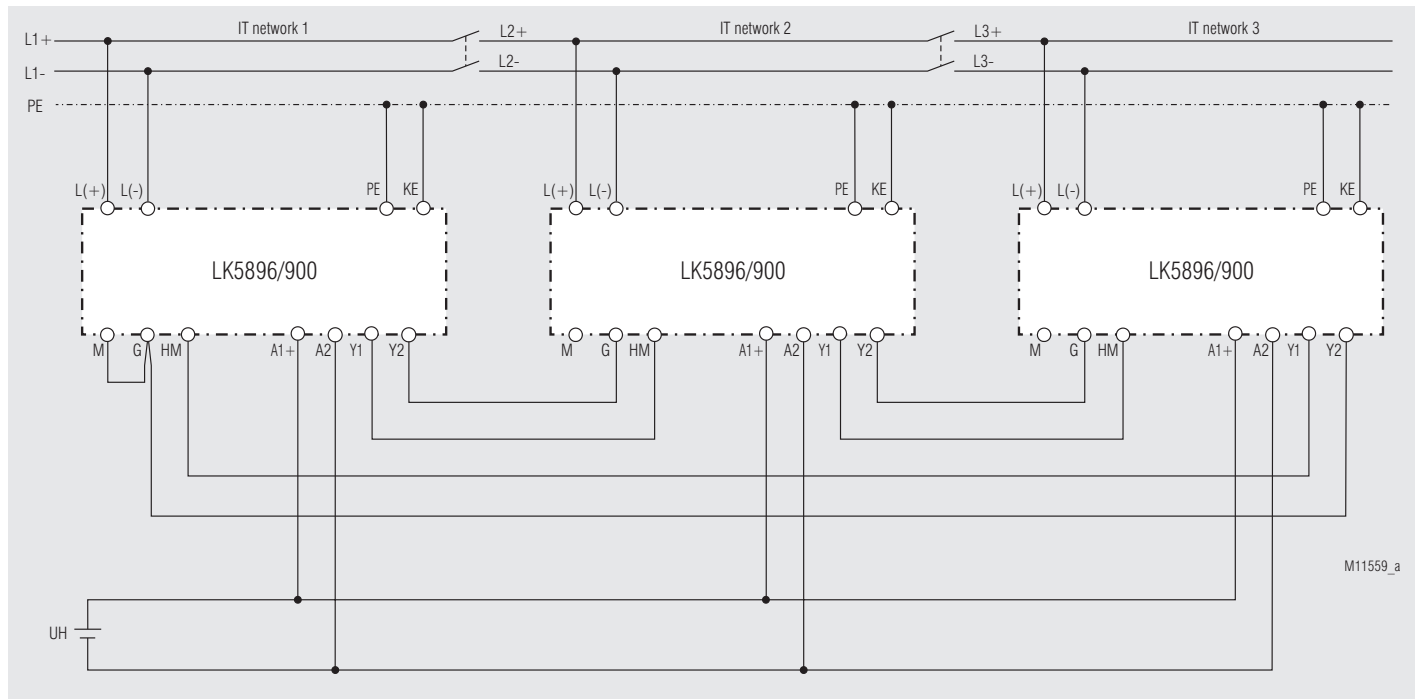 IT network 1
IT network 2
IT network 3
L1+
L2+
L3+
L1-
L2-
L3-
PE
L(+) L(-) PE KE
L(+) L(-) PE KE
L(+) L(-) PE KE
LK5896/900
LK5896/900
LK5896/900
M G HM A1+ A2 Y1 Y2
M G HM A1+ A2 Y1 Y2
M G HM A1+ A2 Y1 Y2
M11559_a
UH